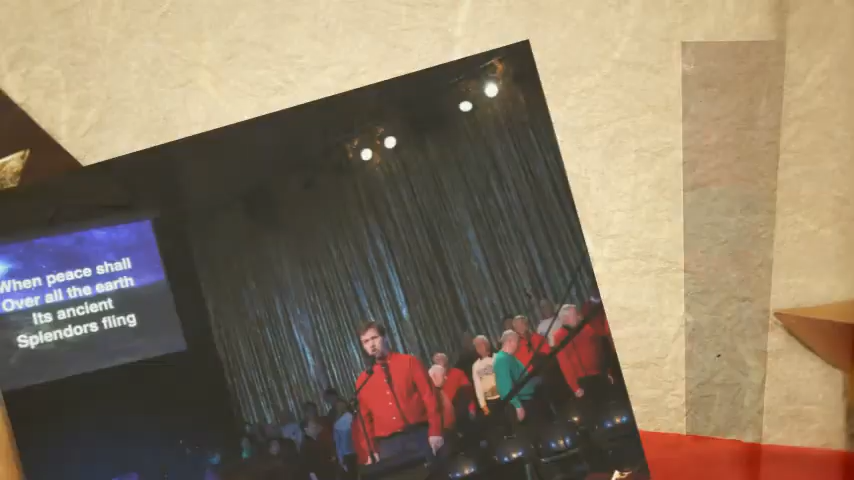 When peace shall
Over all the earth
Its ancient
Splendors fling